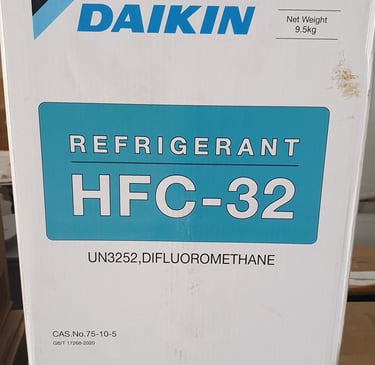 DAIKIN
Net Weight
9.5kg
REFRIGERANT
HFC-32
UN3252,DIFLUOROMETHANE
CAS.No.75-10-5
GB/T 17268-2020